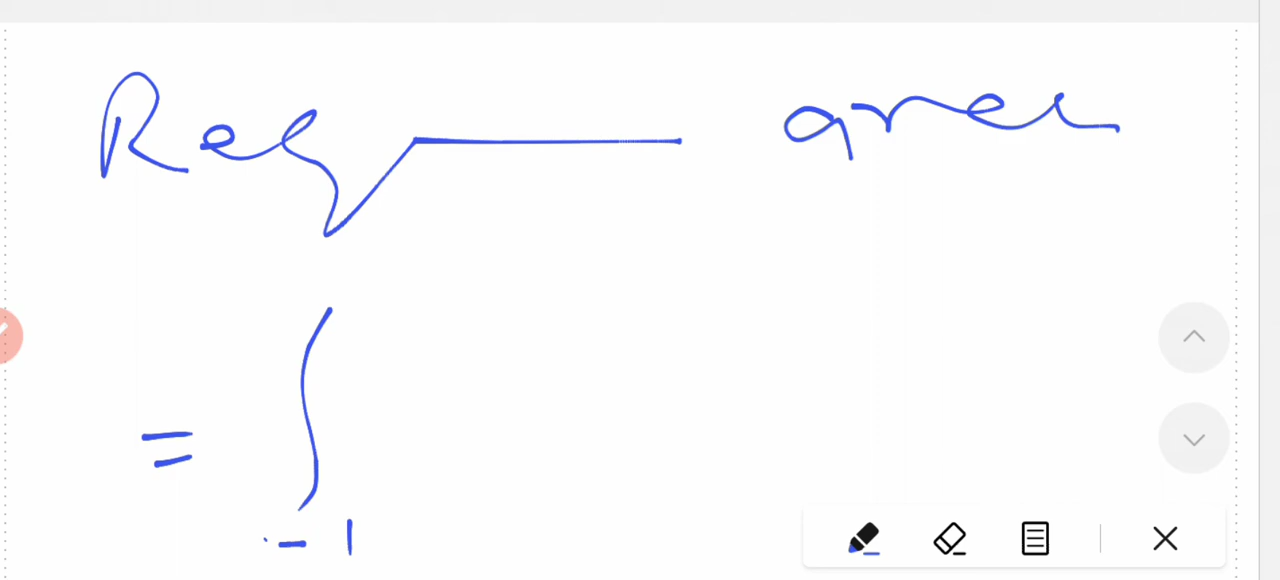 Req area
= ∫
-1